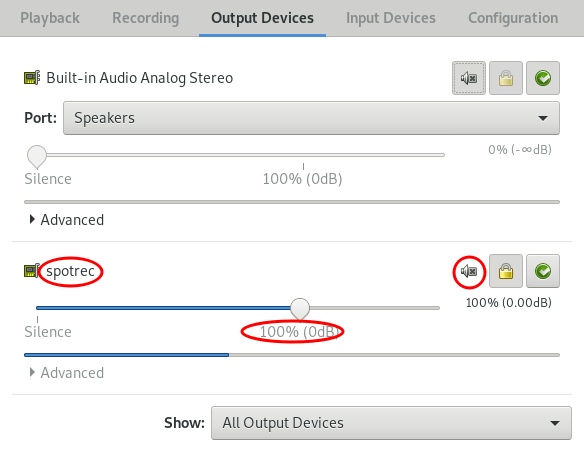 Playback Recording Output Devices Input Devices Configuration
Built-in Audio Analog Stereo
Port: Speakers
0% (-∞dB)
Silence 100% (0dB)
Advanced
spotrec
100% (0.00dB)
Silence 100% (0dB)
Advanced
Show: All Output Devices